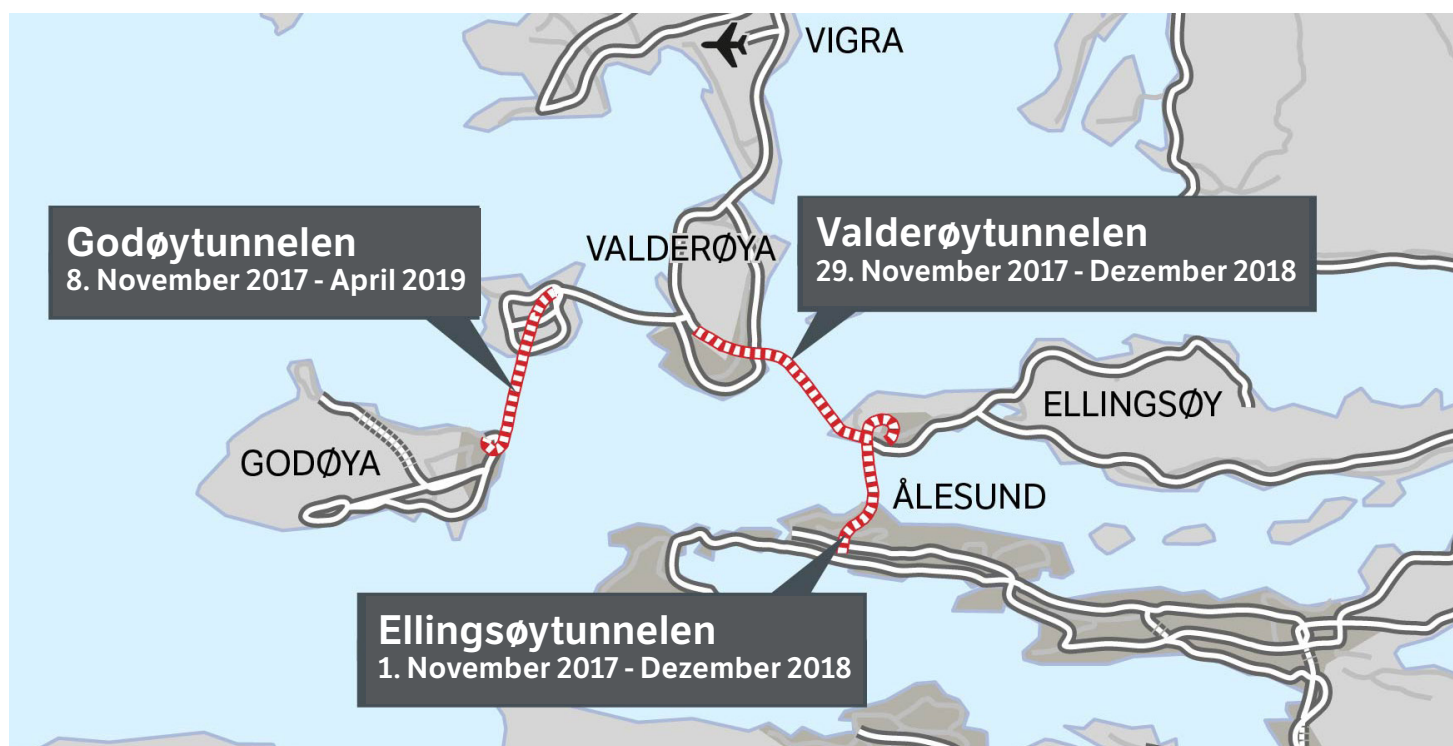 VIGRA
Godøytunnelen
8. November 2017 - April 2019
VALDERØYA
Valderøytunnelen
29. November 2017 - Dezember 2018
ELLINGSØY
GODØYA
ÅLESUND
Ellingsøytunnelen
1. November 2017 - Dezember 2018